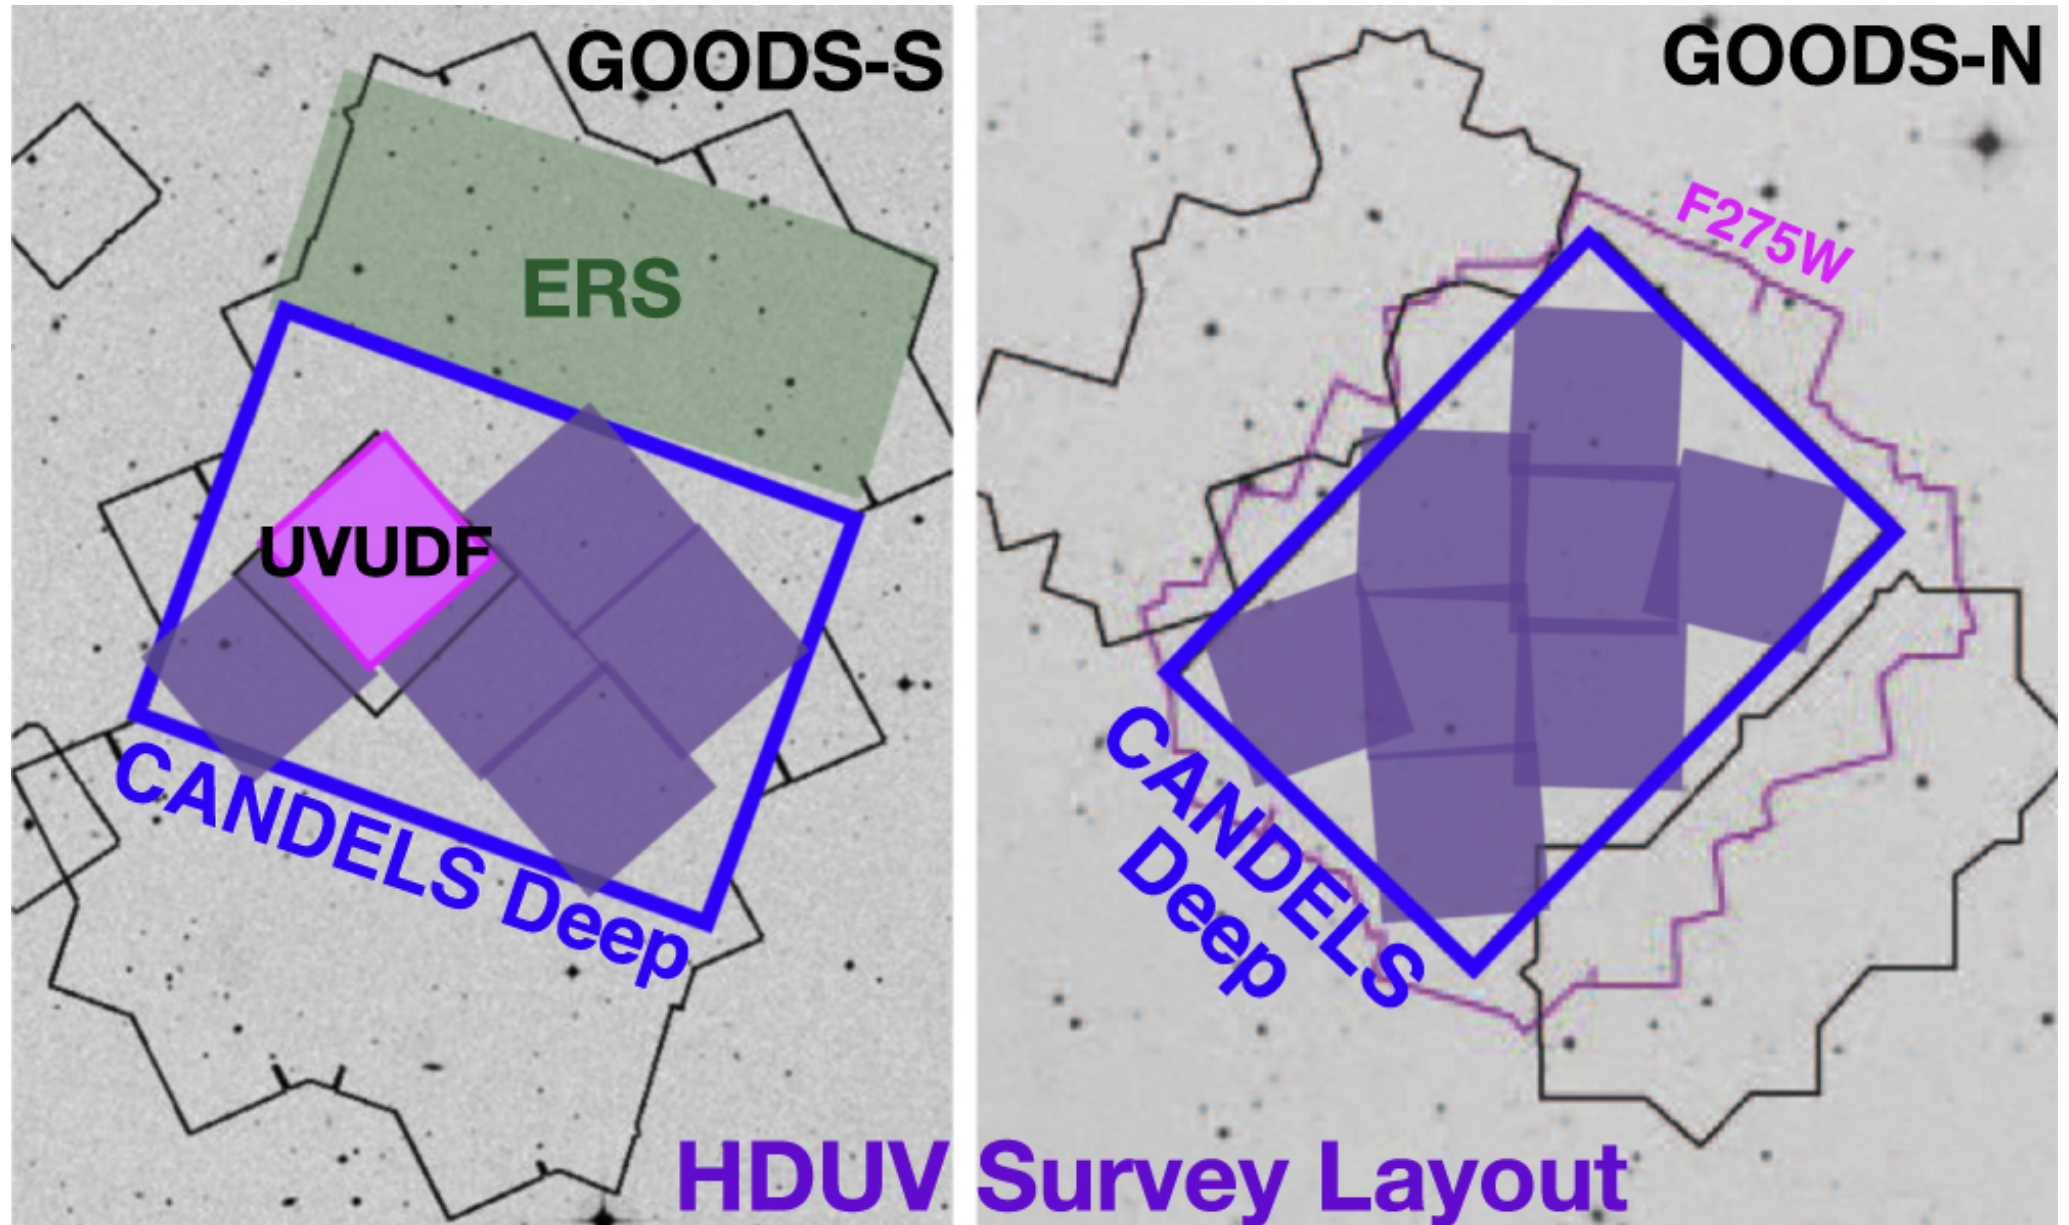 GOODS-S
ERS
UVUDF
CANDELS Deep
GOODS-N
F275W
CANDELS
Deep
HDUV Survey Layout